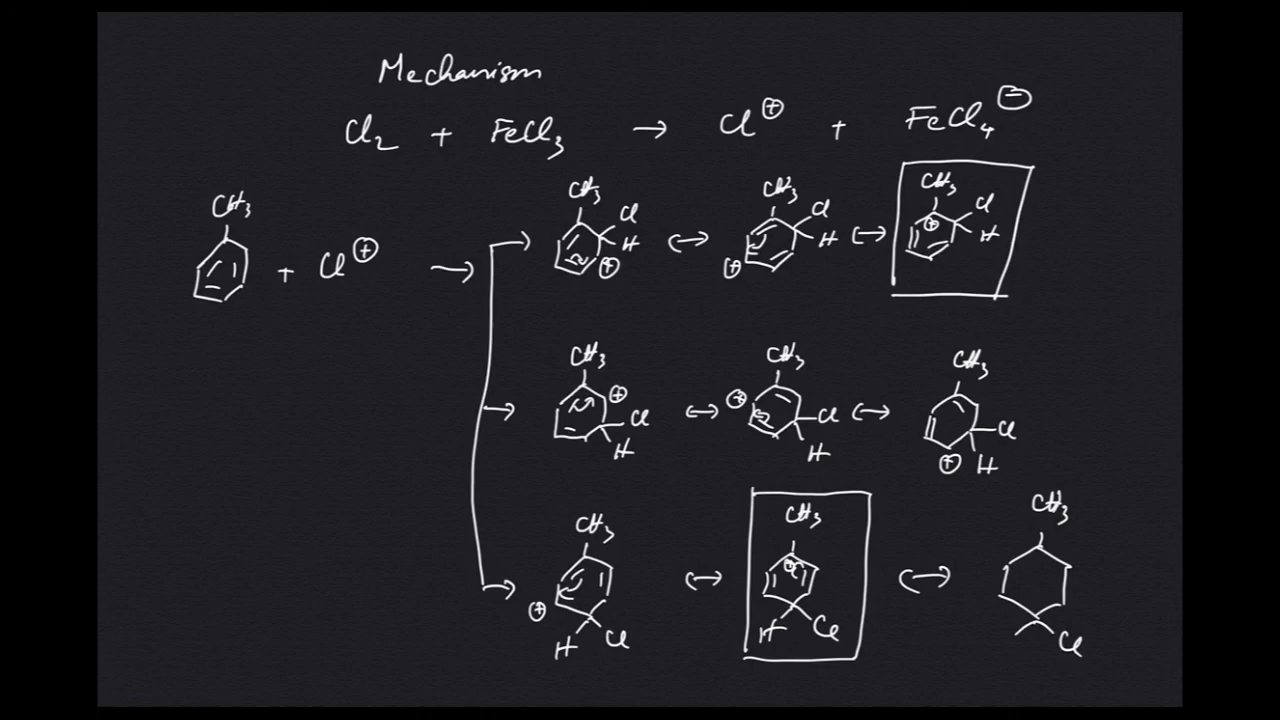 Mechanism
Cl₂ + FeCl₃ → Cl⊕ + FeCl₄⊖
CH₃ CH₃ CH₃ CH₃
Cl Cl Cl
+ Cl⊕ → H ↔ H ↔ ⊕ H
⊕ ⊕
CH₃ CH₃ CH₃
⊕ ↔ ⊕ ↔
Cl Cl Cl
H H ⊕ H
CH₃ CH₃ CH₃
⊕ ↔ ⊕ ↔
H Cl H Cl Cl